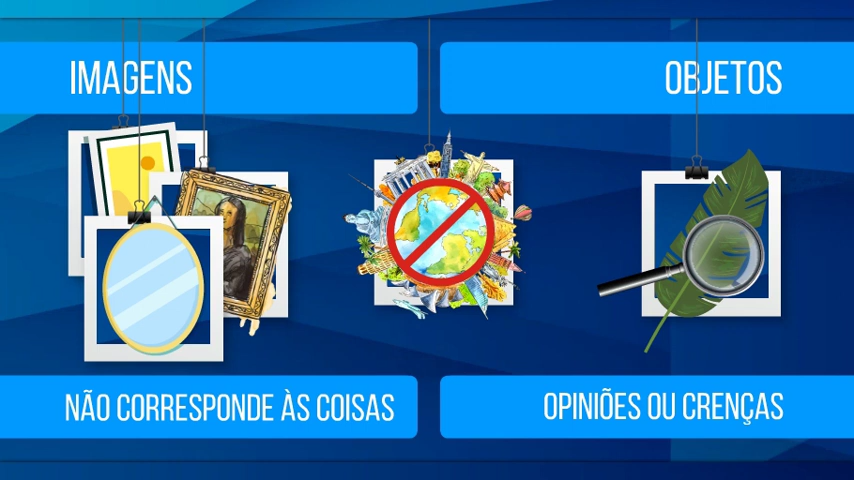 IMAGENS
OBJETOS
NÃO CORRESPONDE ÀS COISAS
OPINIÕES OU CRENÇAS